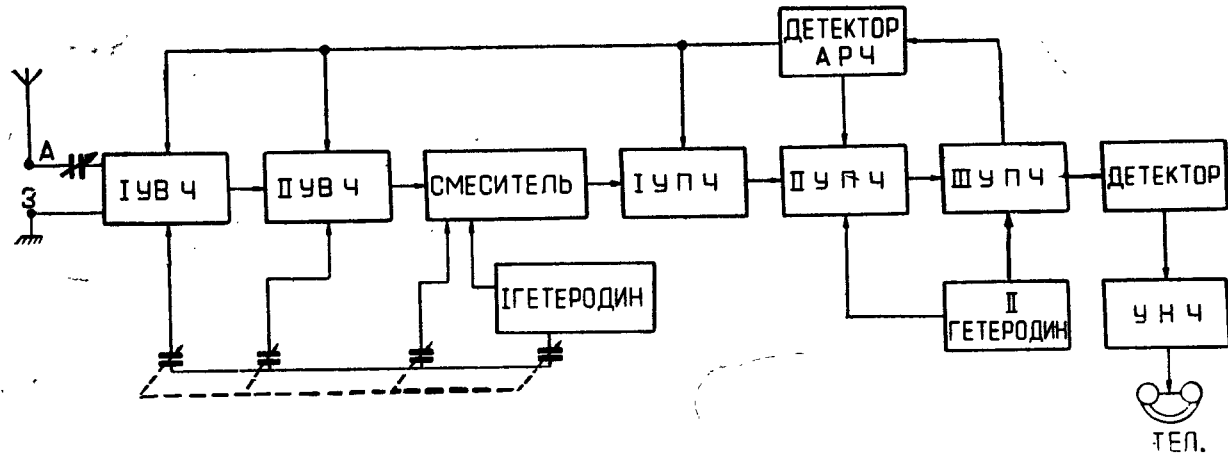 ДЕТЕКТОР
АРЧ
А
З
I УВЧ
II УВЧ
СМЕСИТЕЛЬ
I УПЧ
II УПЧ
III УПЧ
ДЕТЕКТОР
I ГЕТЕРОДИН
II
ГЕТЕРОДИН
УНЧ
ТЕЛ.